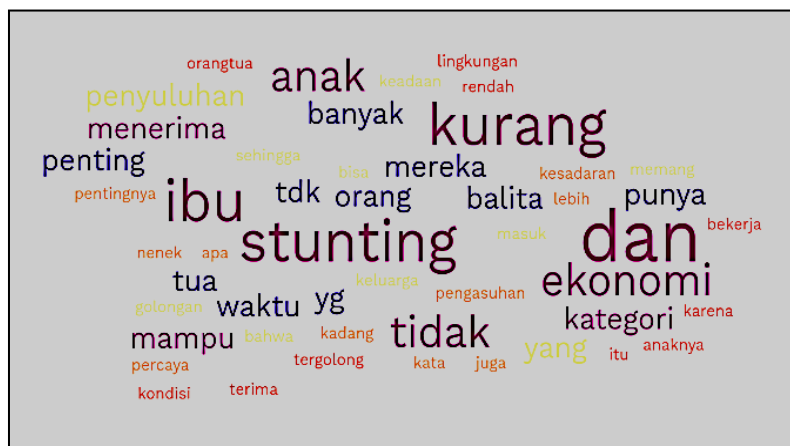 orangtua anak keadaan lingkungan
penyuluhan banyak rendah
menerima kurang
penting sehingga bisa mereka kesadaran memang
pentingnya ibu tdk orang balita lebih punya
stunting masuk dan bekerja
nenek apa
tua keluarga pengasuhan ekonomi
golongan waktu yg kategori karena
mampu bahwa kadang tidak yang itu anaknya
percaya tergolong kata juga
kondisi terima